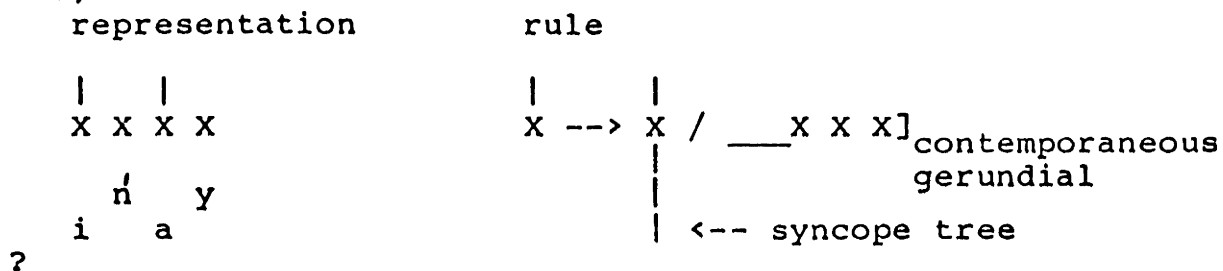 representation rule
| | | |
X X X X X --> X / ___X X X]contemporaneous
gerundial
ń y
i a | <-- syncope tree
?